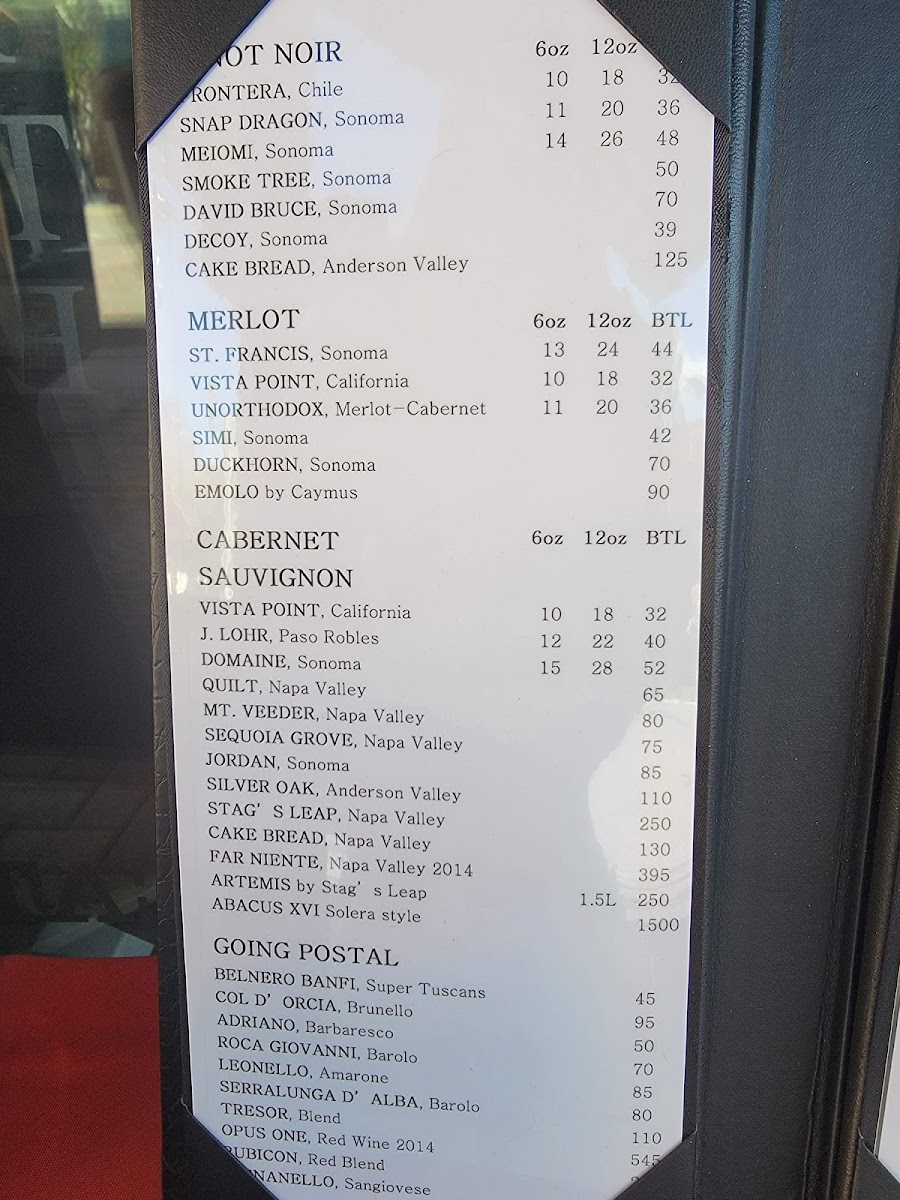 NOT NOIR 6oz 12oz
RONTERA, Chile 10 18 32
SNAP DRAGON, Sonoma 11 20 36
MEIOMI, Sonoma 14 26 48
SMOKE TREE, Sonoma 50
DAVID BRUCE, Sonoma 70
DECOY, Sonoma 39
CAKE BREAD, Anderson Valley 125
MERLOT 6oz 12oz BTL
ST. FRANCIS, Sonoma 13 24 44
VISTA POINT, California 10 18 32
UNORTHODOX, Merlot-Cabernet 11 20 36
SIMI, Sonoma 42
DUCKHORN, Sonoma 70
EMOLO by Caymus 90
CABERNET 6oz 12oz BTL
SAUVIGNON
VISTA POINT, California 10 18 32
J. LOHR, Paso Robles 12 22 40
DOMAINE, Sonoma 15 28 52
QUILT, Napa Valley 65
MT. VEEDER, Napa Valley 80
SEQUOIA GROVE, Napa Valley 75
JORDAN, Sonoma 85
SILVER OAK, Anderson Valley 110
STAG'S LEAP, Napa Valley 250
CAKE BREAD, Napa Valley 130
FAR NIENTE, Napa Valley 2014 395
ARTEMIS by Stag's Leap 1.5L 250
ABACUS XVI Solera style 1500
GOING POSTAL
BELNERO BANFI, Super Tuscans 45
COL D'ORCIA, Brunello 95
ADRIANO, Barbaresco 50
ROCA GIOVANNI, Barolo 70
LEONELLO, Amarone 85
SERRALUNGA D'ALBA, Barolo 80
TRESOR, Blend 110
OPUS ONE, Red Wine 2014 545
RUBICON, Red Blend
NANELLO, Sangiovese